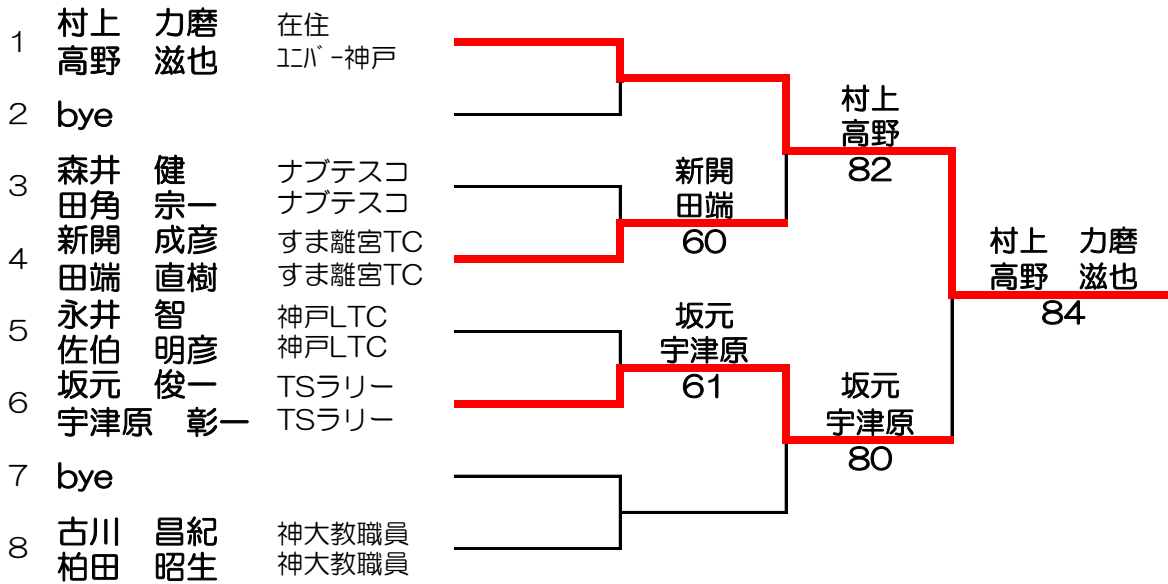 1
村上　力磨　在住
高野　滋也　ﾕﾆﾊﾞｰ神戸
2　bye
3
森井　健　ナブテスコ
田角　宗一　ナブテスコ
4
新開　成彦　すま離宮TC
田端　直樹　すま離宮TC
5
永井　智　神戸LTC
佐伯　明彦　神戸LTC
6
坂元　俊一　TSラリー
宇津原　彰一　TSラリー
7　bye
8
古川　昌紀　神大教職員
柏田　昭生　神大教職員
新開
田端
60
坂元
宇津原
61
村上
高野
82
坂元
宇津原
80
村上　力磨
高野　滋也
84